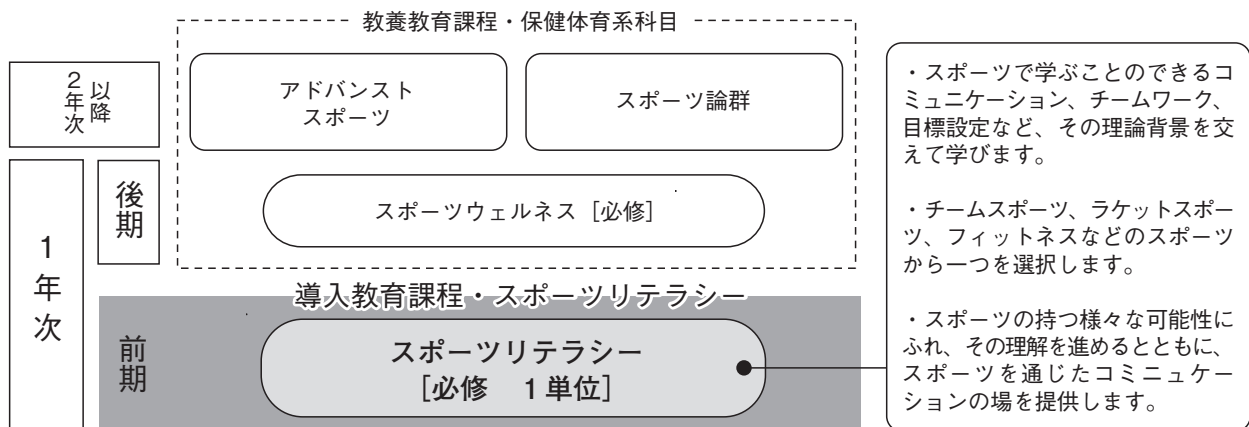 教養教育課程・保健体育系科目
2年次
以降
アドバンスト
スポーツ
スポーツ論群
後期
スポーツウェルネス［必修］
1年次
導入教育課程・スポーツリテラシー
前期
スポーツリテラシー
［必修　1単位］
・スポーツで学ぶことのできるコ
ミュニケーション、チームワーク、
目標設定など、その理論背景を交
えて学びます。
・チームスポーツ、ラケットスポー
ツ、フィットネスなどのスポーツ
から一つを選択します。
・スポーツの持つ様々な可能性に
ふれ、その理解を進めるとともに、
スポーツを通じたコミニュケー
ションの場を提供します。